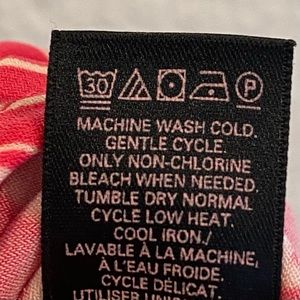 30 P
MACHINE WASH COLD.
GENTLE CYCLE.
ONLY NON-CHLORINE
BLEACH WHEN NEEDED.
TUMBLE DRY NORMAL
CYCLE LOW HEAT.
COOL IRON./
LAVABLE À LA MACHINE,
À L'EAU FROIDE.
CYCLE DÉLICAT.
UTILISER